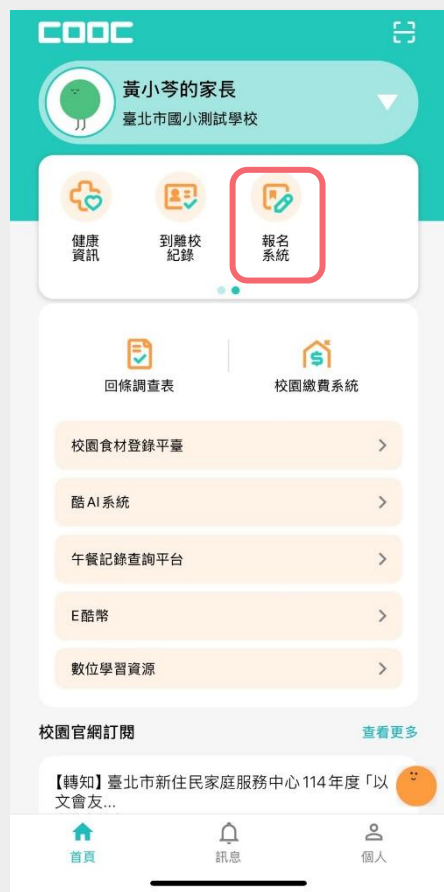 COOC
黃小芩的家長
臺北市國小測試學校
健康
資訊
到離校
紀錄
報名
系統
回條調查表
校園繳費系統
校園食材登錄平臺
酷AI系統
午餐記錄查詢平台
E酷幣
數位學習資源
校園官網訂閱
查看更多
【轉知】臺北市新住民家庭服務中心114年度「以
文會友...
首頁
訊息
個人